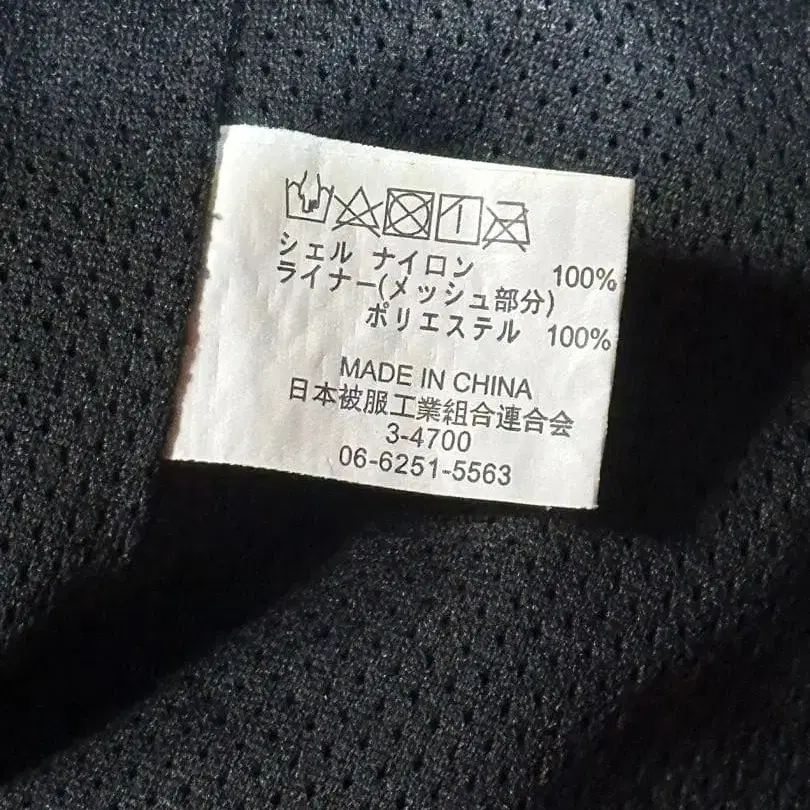 シェル ナイロン 100%
ライナー(メッシュ部分)
ポリエステル 100%
MADE IN CHINA
日本被服工業組合連合会
3-4700
06-6251-5563